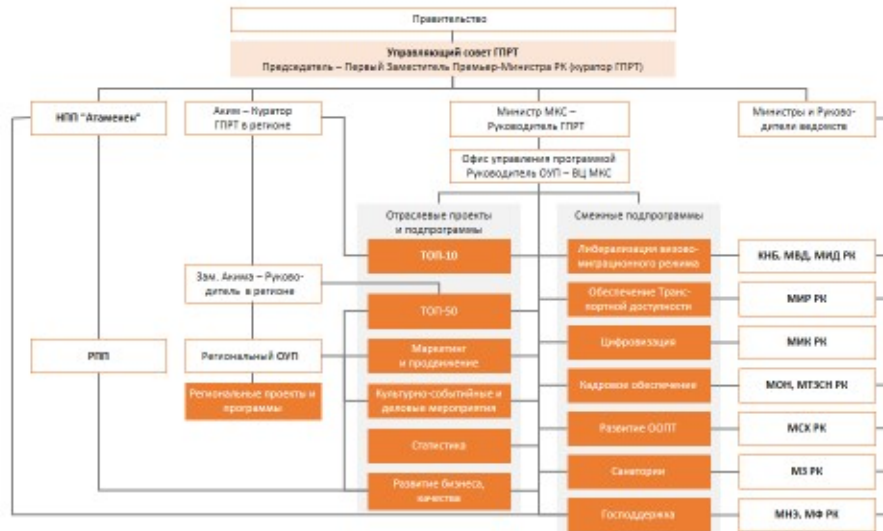 Правительство
Управляющий совет ГПРТ
Председатель – Первый Заместитель Премьер-Министра РК (куратор ГПРТ)
НПП "Атамекен"
Аким – Куратор
ГПРТ в регионе
Министр МКС –
Руководитель ГПРТ
Министры и Руково-
дители ведомств
Офис управления программой
Руководитель ОУП – ВЦ МКС
Отраслевые проекты
и подпрограммы
Смежные подпрограммы
ТОП-10
Либерализация визово-
миграционного режима
КНБ, МВД, МИД РК
Зам. Акима – Руково-
дитель в регионе
ТОП-50
Обеспечение Транс-
портной доступности
МИР РК
РПП
Региональный ОУП
Маркетинг
и продвижение
Цифровизация
МИК РК
Региональные проекты и
программы
Культурно-событийные и
деловые мероприятия
Кадровое обеспечение
МОН, МТЗСН РК
Статистика
Развитие ООПТ
МСХ РК
Развитие бизнеса,
качества
Санатории
МЗ РК
Господдержка
МНЭ, МФ РК